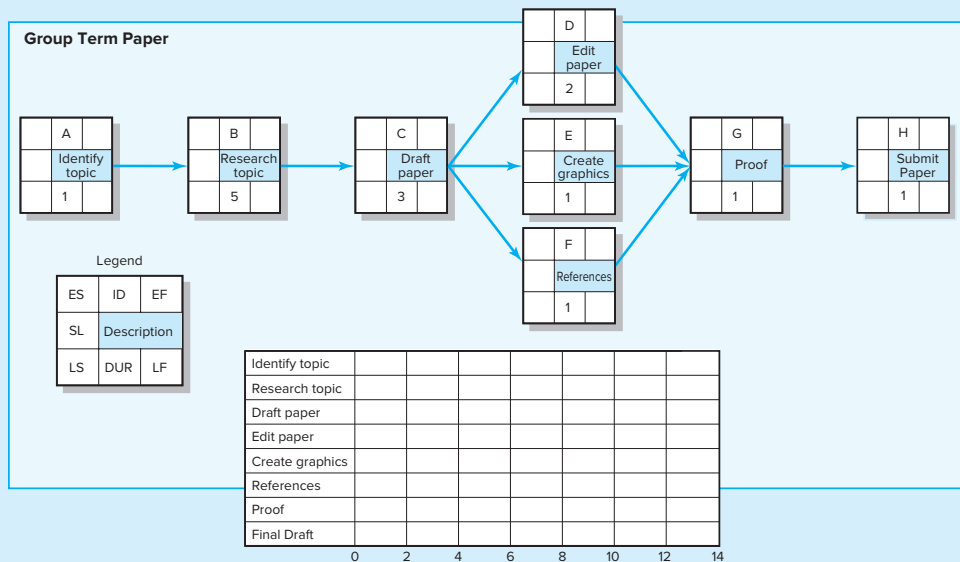 Group Term Paper
A
Identify
topic
1
B
Research
topic
5
C
Draft
paper
3
D
Edit
paper
2
E
Create
graphics
1
F
References
1
G
Proof
1
H
Submit
Paper
1
Legend
ES ID EF
SL Description
LS DUR LF
Identify topic
Research topic
Draft paper
Edit paper
Create graphics
References
Proof
Final Draft
0 2 4 6 8 10 12 14